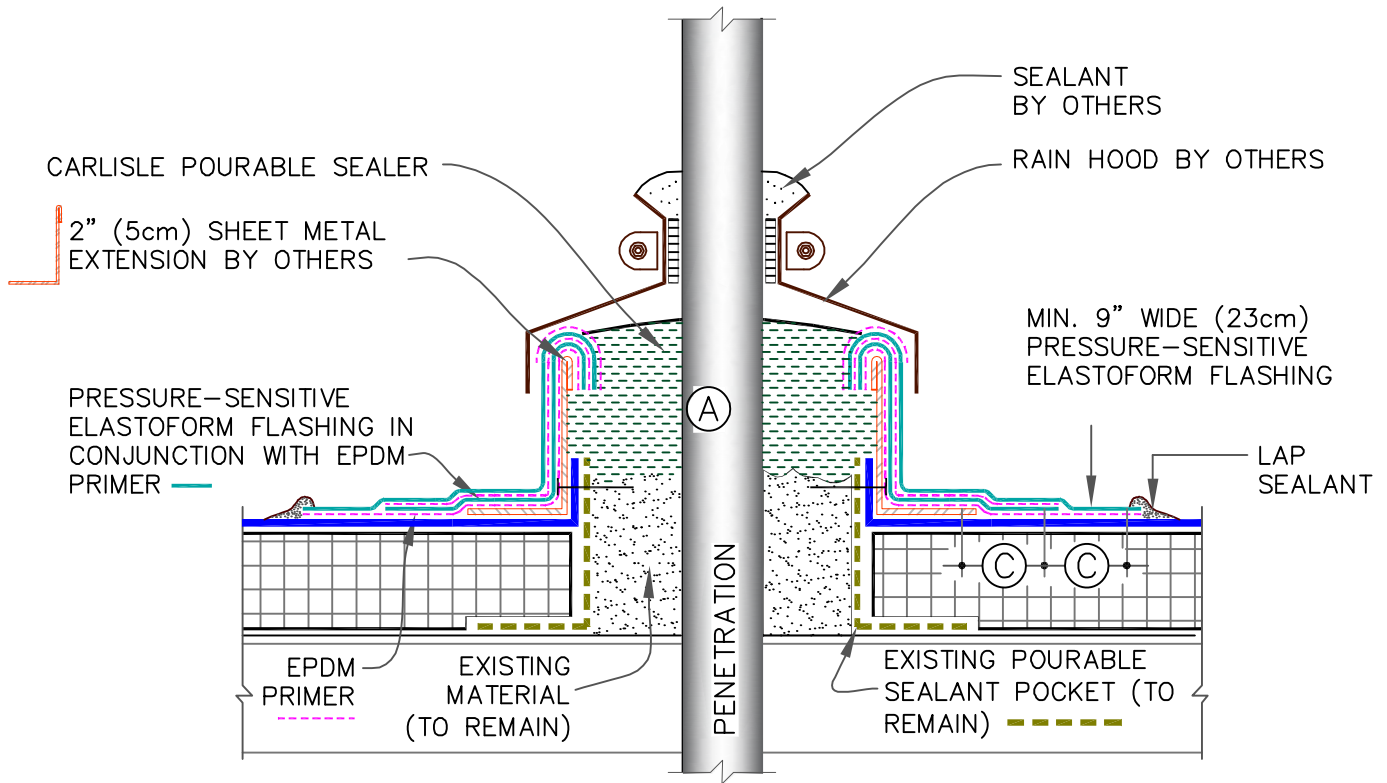 SEALANT
BY OTHERS
RAIN HOOD BY OTHERS
CARLISLE POURABLE SEALER
2” (5cm) SHEET METAL
EXTENSION BY OTHERS
MIN. 9” WIDE (23cm)
PRESSURE–SENSITIVE
ELASTOFORM FLASHING
PRESSURE–SENSITIVE
ELASTOFORM FLASHING IN
CONJUNCTION WITH EPDM
PRIMER
A
LAP
SEALANT
C
C
PENETRATION
EPDM
PRIMER
EXISTING
MATERIAL
(TO REMAIN)
EXISTING POURABLE
SEALANT POCKET (TO
REMAIN)